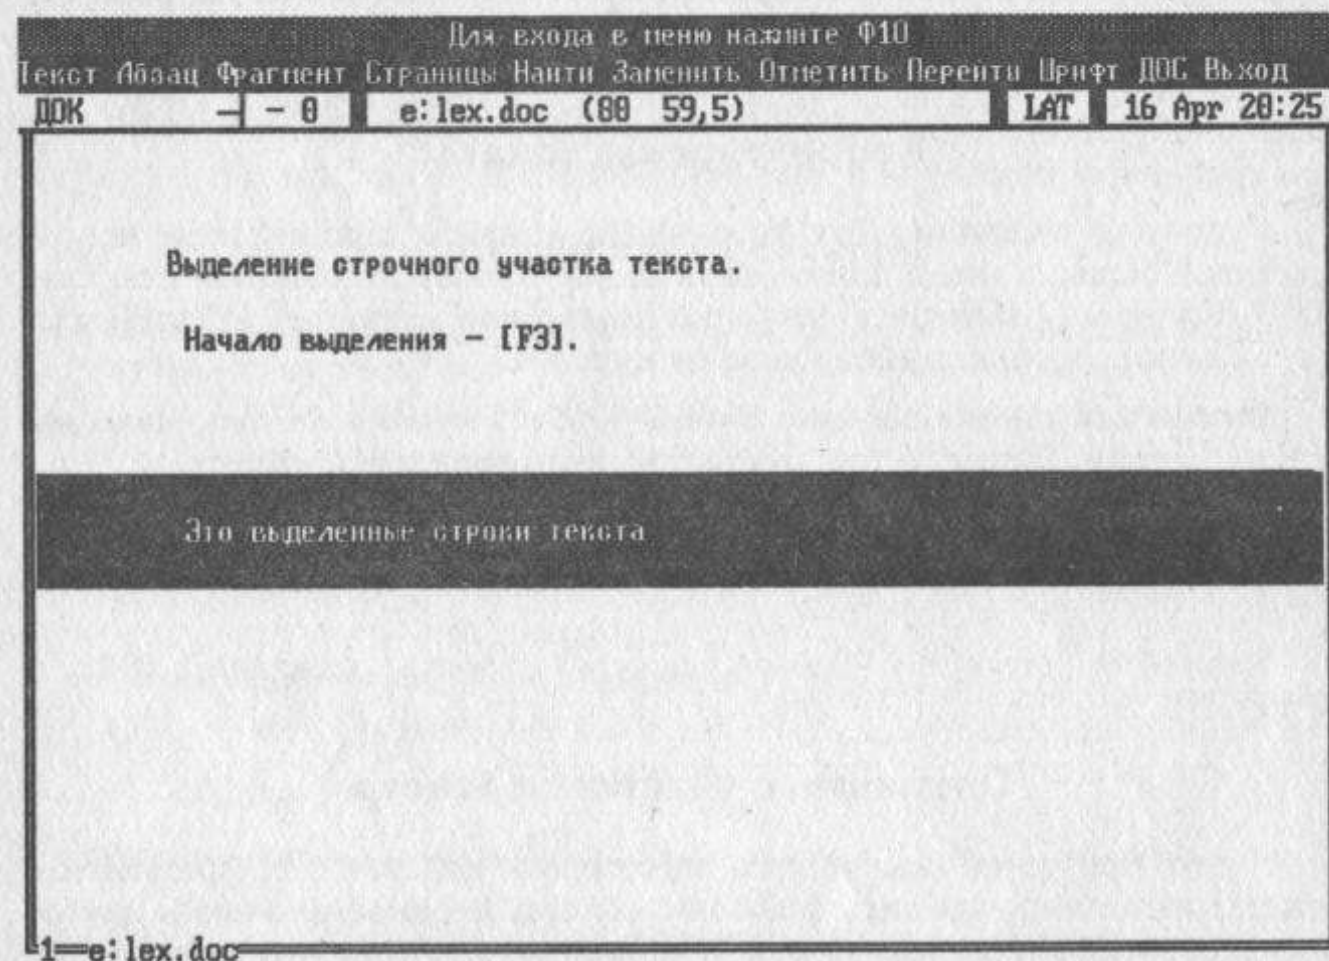 Для входа в меню нажмите Ф10
Текст Абзац Фрагмент Страницы Найти Заменить Отметить Перейти Шрифт ДОС Выход
ДОК — - 0 e:lex.doc (80 59,5) LAT 16 Apr 20:25
Выделение строчного участка текста.
Начало выделения - [F3].
Это выделенные строки текста
1 e:lex.doc